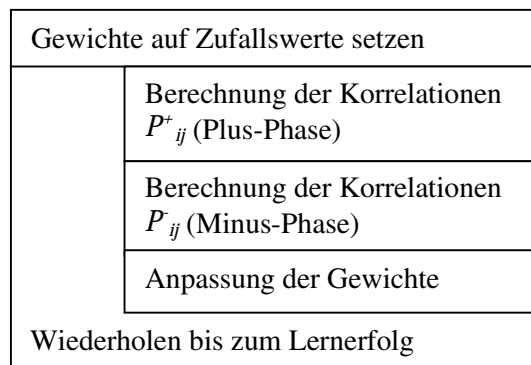 Gewichte auf Zufallswerte setzen
Berechnung der Korrelationen
P⁺ij (Plus-Phase)
Berechnung der Korrelationen
P⁻ij (Minus-Phase)
Anpassung der Gewichte
Wiederholen bis zum Lernerfolg